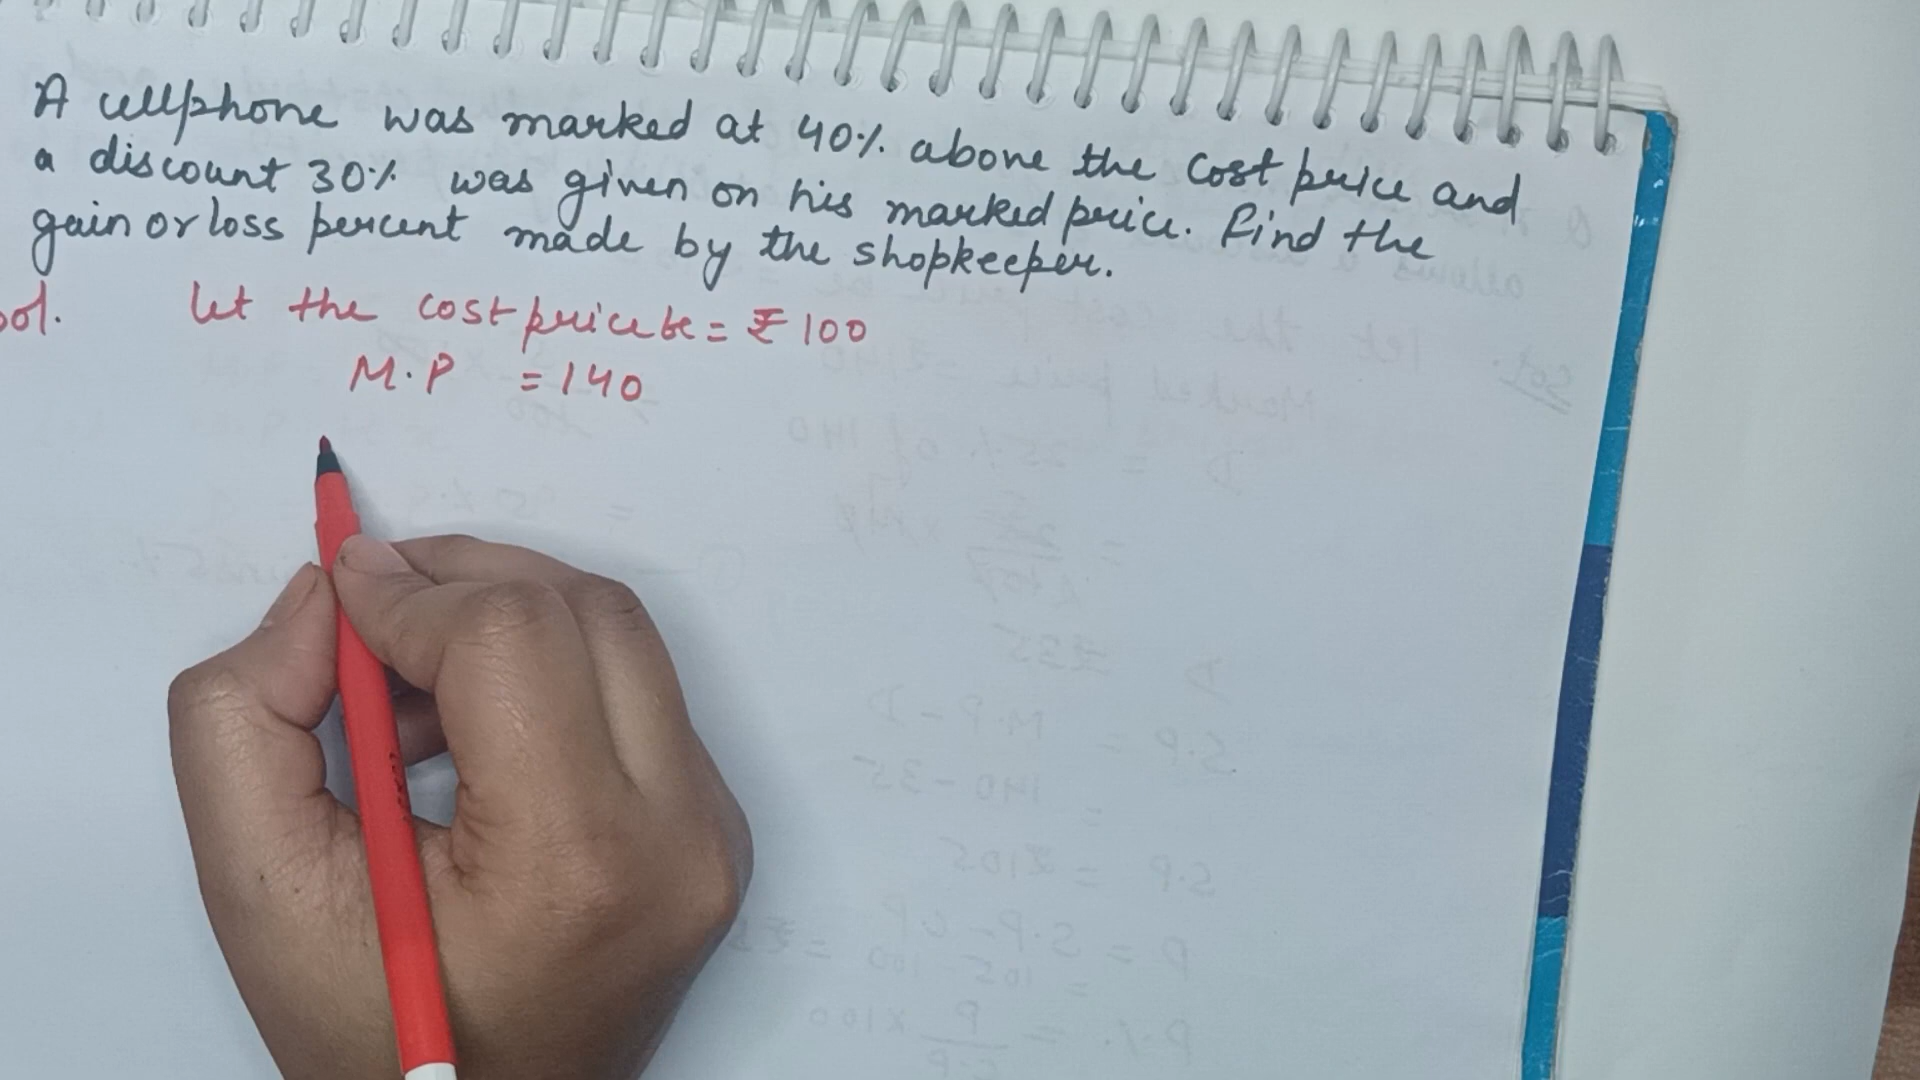 A cellphone was marked at 40% above the cost price and
a discount 30% was given on his marked price. Find the
gain or loss percent made by the shopkeeper.
sol. Let the cost price be = ₹ 100
M.P = 140